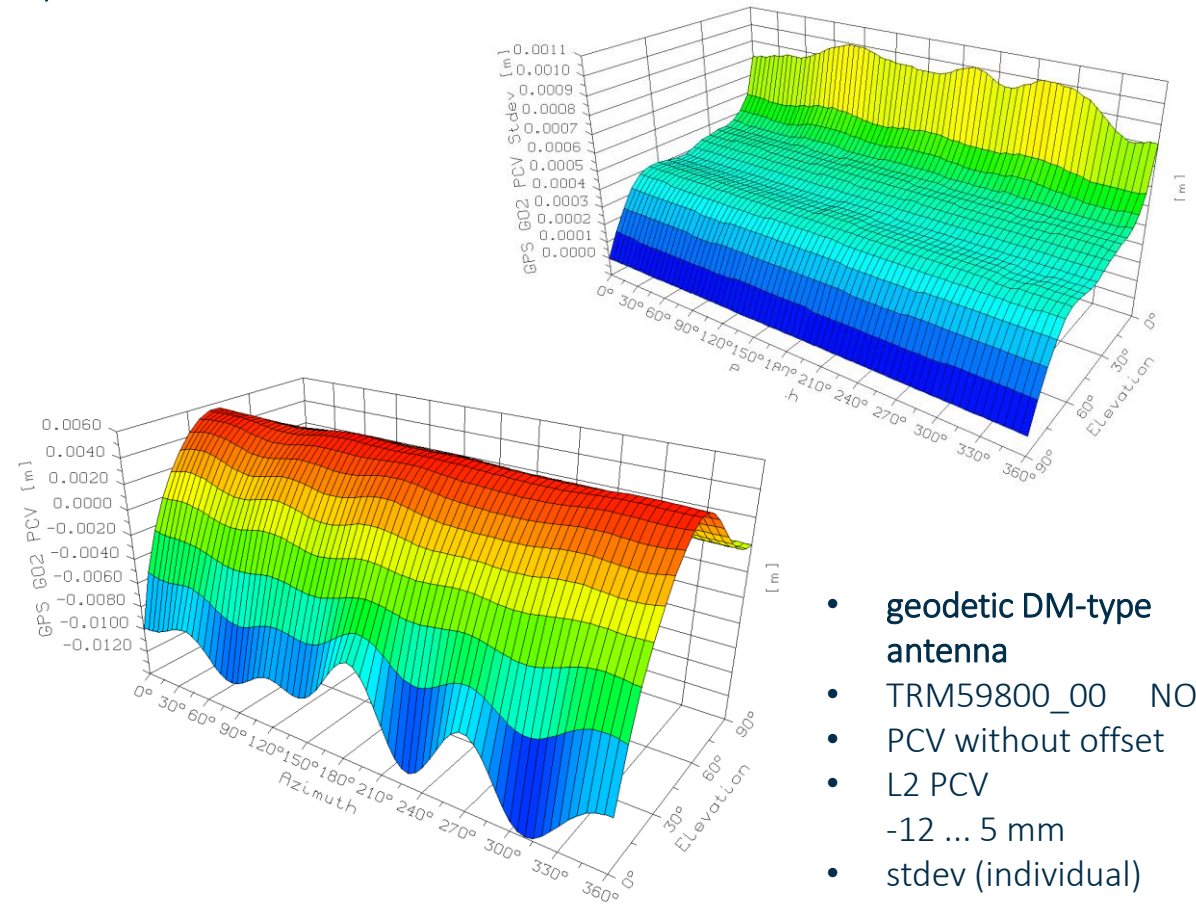 GPS G02 PCV Stdev [m]
0.0011
0.0010
0.0009
0.0008
0.0007
0.0006
0.0005
0.0004
0.0003
0.0002
0.0001
0.0000
0° 30° 60° 90° 120° 150° 180° 210° 240° 270° 300° 330° 360°
90°
60°
30°
0°
Elevation
[m]
GPS G02 PCV [m]
0.0060
0.0040
0.0020
0.0000
-0.0020
-0.0040
-0.0060
-0.0080
-0.0100
-0.0120
0° 30° 60° 90° 120° 150° 180° 210° 240° 270° 300° 330° 360°
Azimuth
0°
30°
60°
90°
Elevation
[m]
• geodetic DM-type
antenna
• TRM59800_00 NO
• PCV without offset
• L2 PCV
-12 ... 5 mm
• stdev (individual)